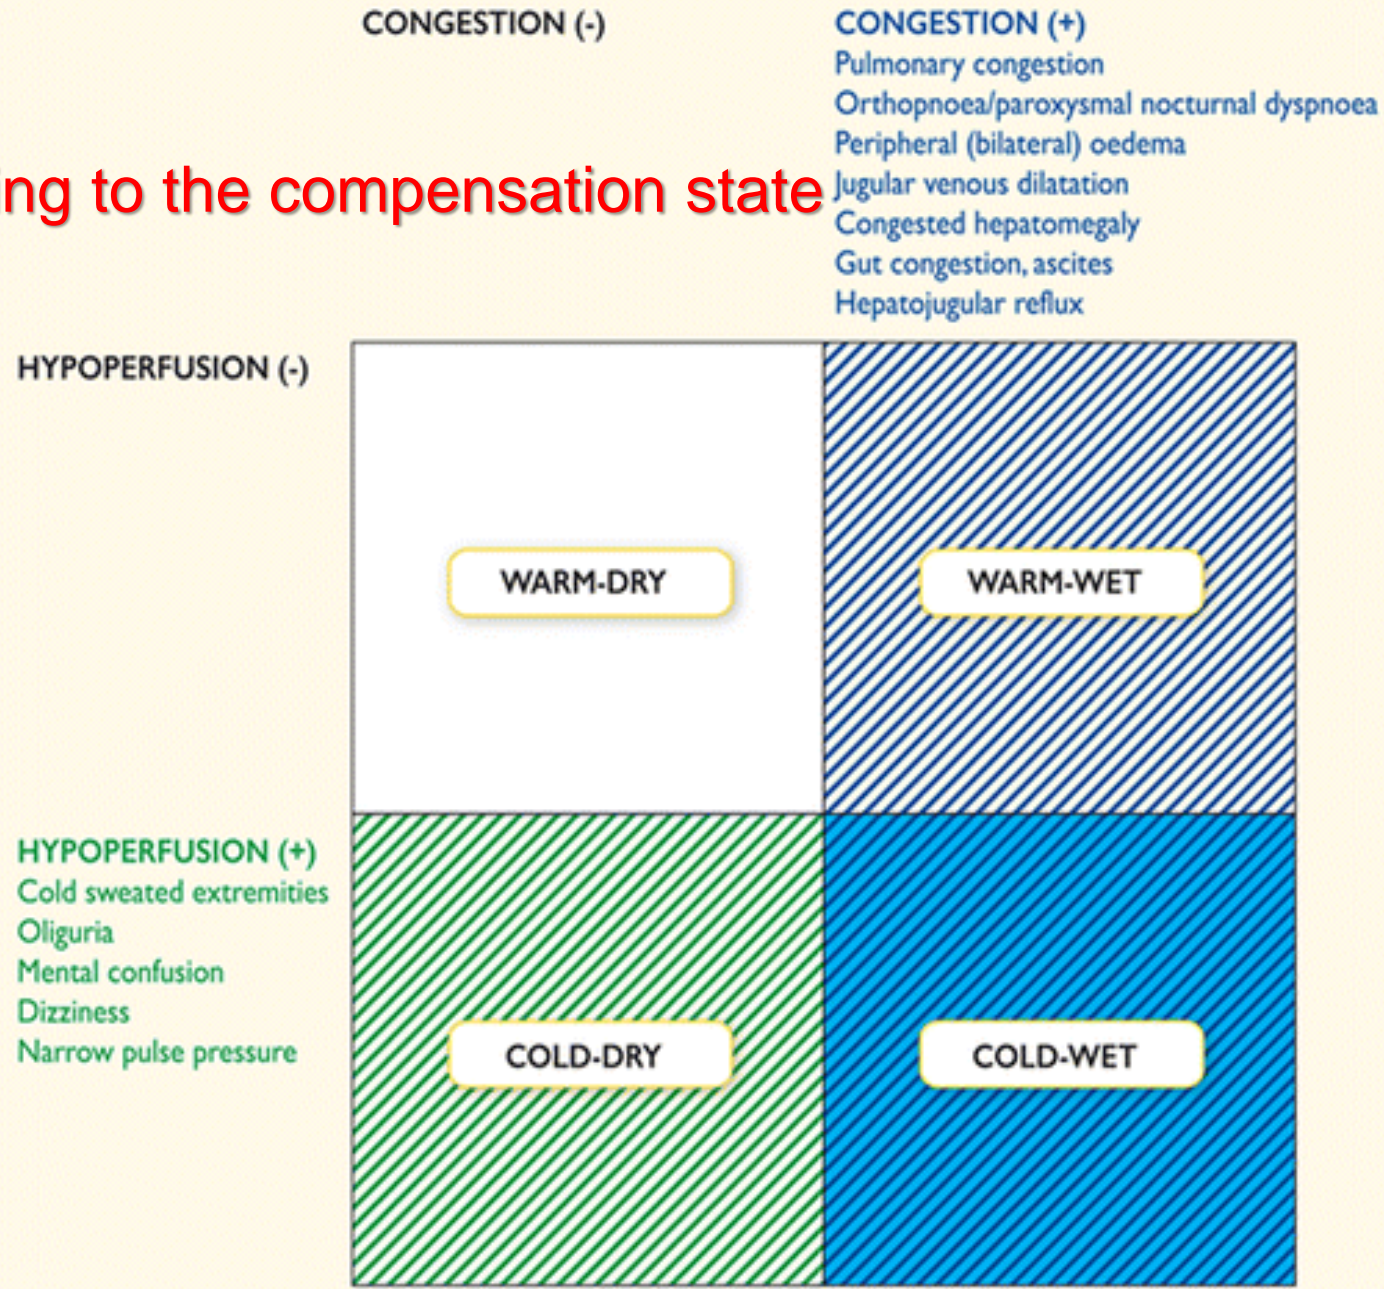 CONGESTION (-)
CONGESTION (+)
Pulmonary congestion
Orthopnoea/paroxysmal nocturnal dyspnoea
Peripheral (bilateral) oedema
ing to the compensation state
Jugular venous dilatation
Congested hepatomegaly
Gut congestion, ascites
Hepatojugular reflux
HYPOPERFUSION (-)
WARM-DRY
WARM-WET
HYPOPERFUSION (+)
Cold sweated extremities
Oliguria
Mental confusion
Dizziness
Narrow pulse pressure
COLD-DRY
COLD-WET